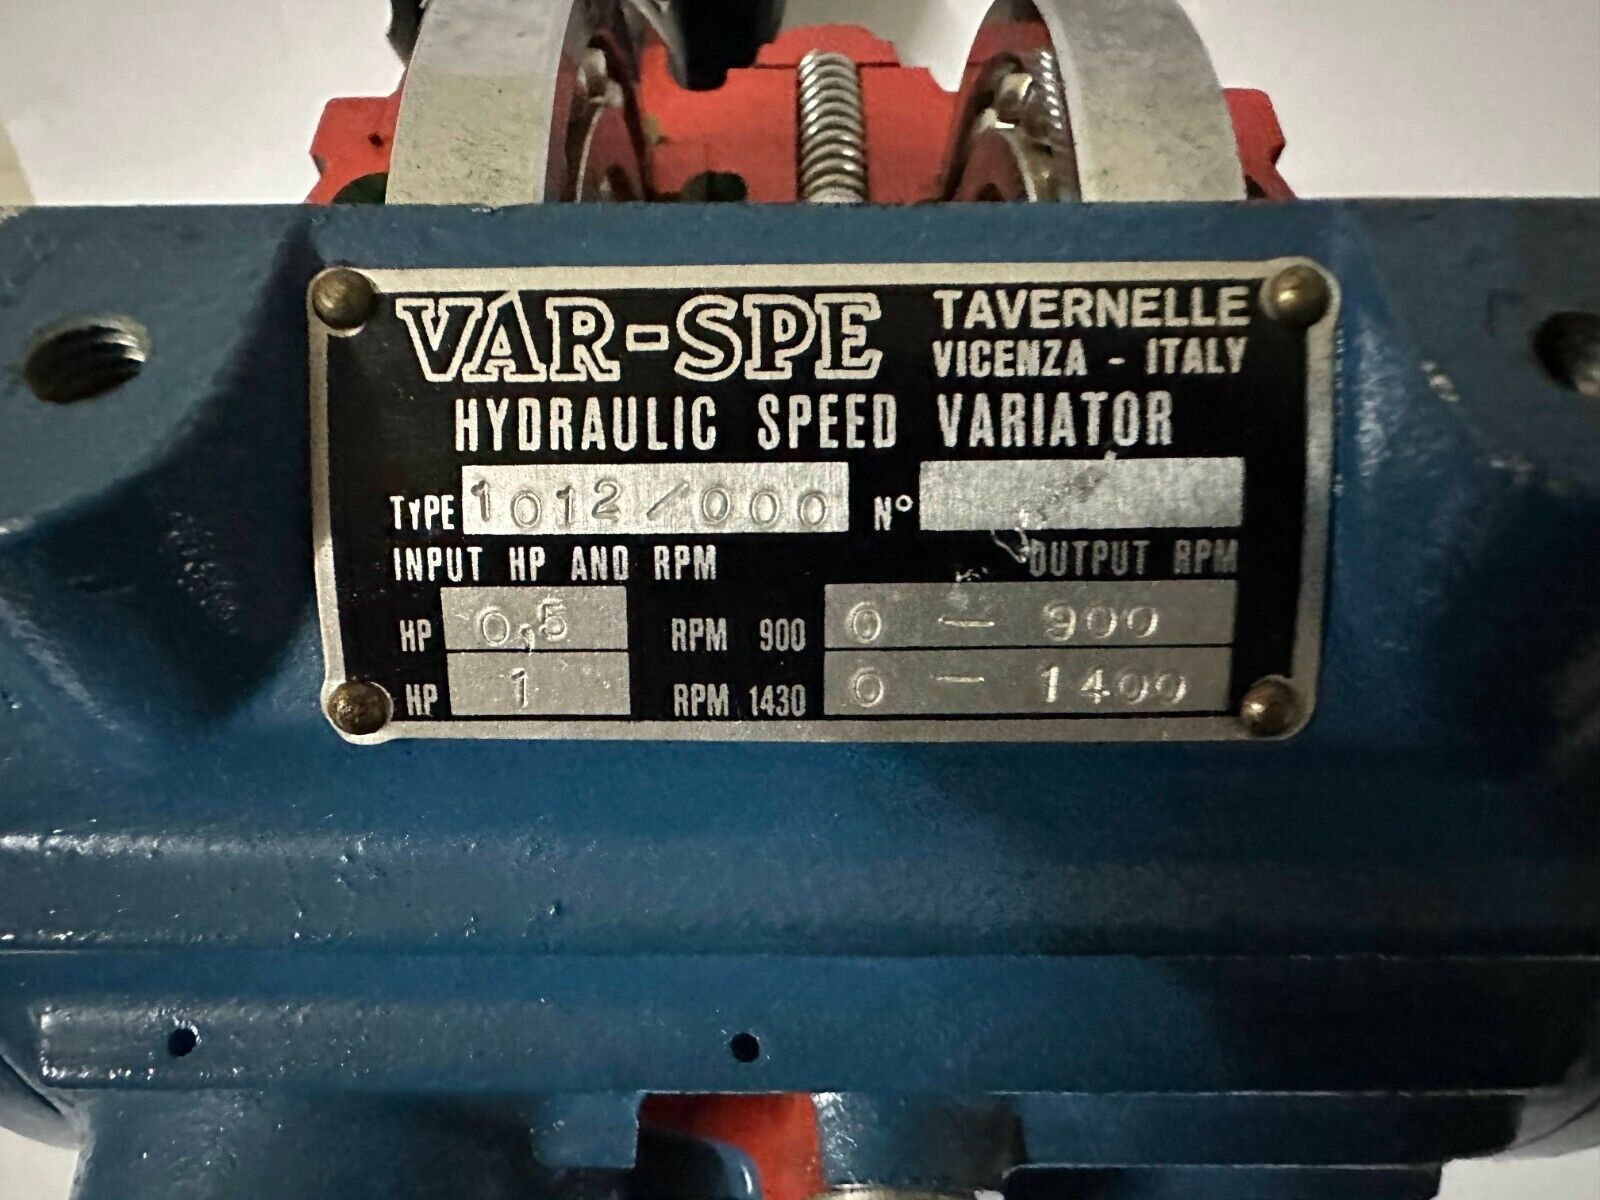 VAR-SPE TAVERNELLE
VICENZA - ITALY
HYDRAULIC SPEED VARIATOR
TYPE 1012/000 Nº
INPUT HP AND RPM OUTPUT RPM
HP 0,5 RPM 900 0 - 900
HP 1 RPM 1430 0 - 1400